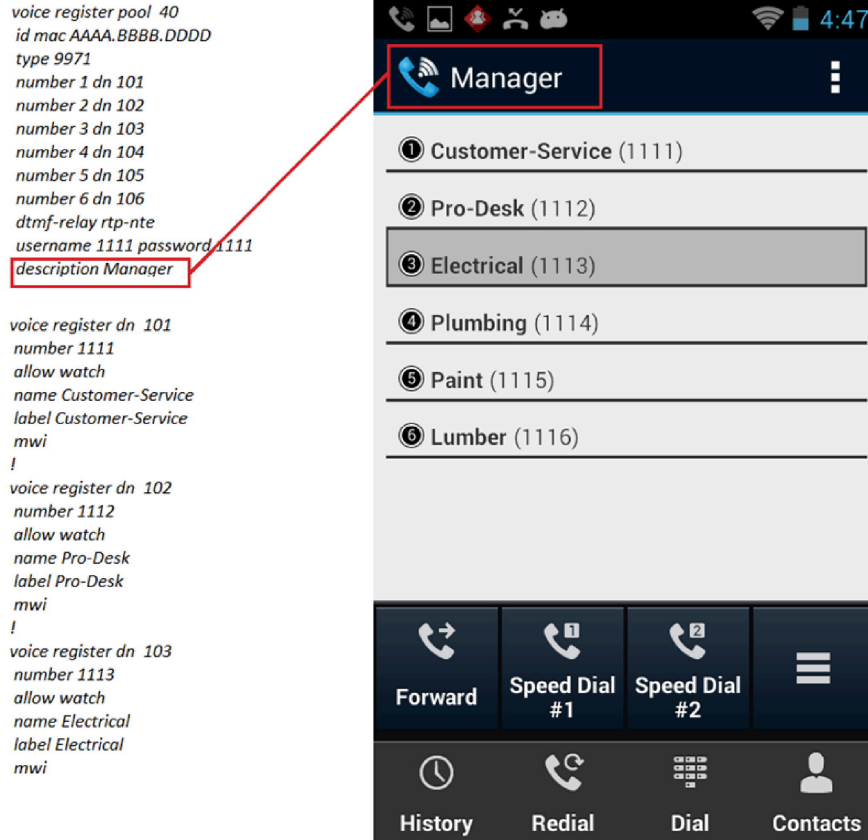 voice register pool 40
id mac AAAA.BBBB.DDDD
type 9971
number 1 dn 101
number 2 dn 102
number 3 dn 103
number 4 dn 104
number 5 dn 105
number 6 dn 106
dtmf-relay rtp-nte
username 1111 password 1111
description Manager
voice register dn 101
number 1111
allow watch
name Customer-Service
label Customer-Service
mwi
!
voice register dn 102
number 1112
allow watch
name Pro-Desk
label Pro-Desk
mwi
!
voice register dn 103
number 1113
allow watch
name Electrical
label Electrical
mwi
4:47
Manager
1 Customer-Service (1111)
2 Pro-Desk (1112)
3 Electrical (1113)
4 Plumbing (1114)
5 Paint (1115)
6 Lumber (1116)
Forward
1
Speed Dial
#1
2
Speed Dial
#2
History
Redial
Dial
Contacts